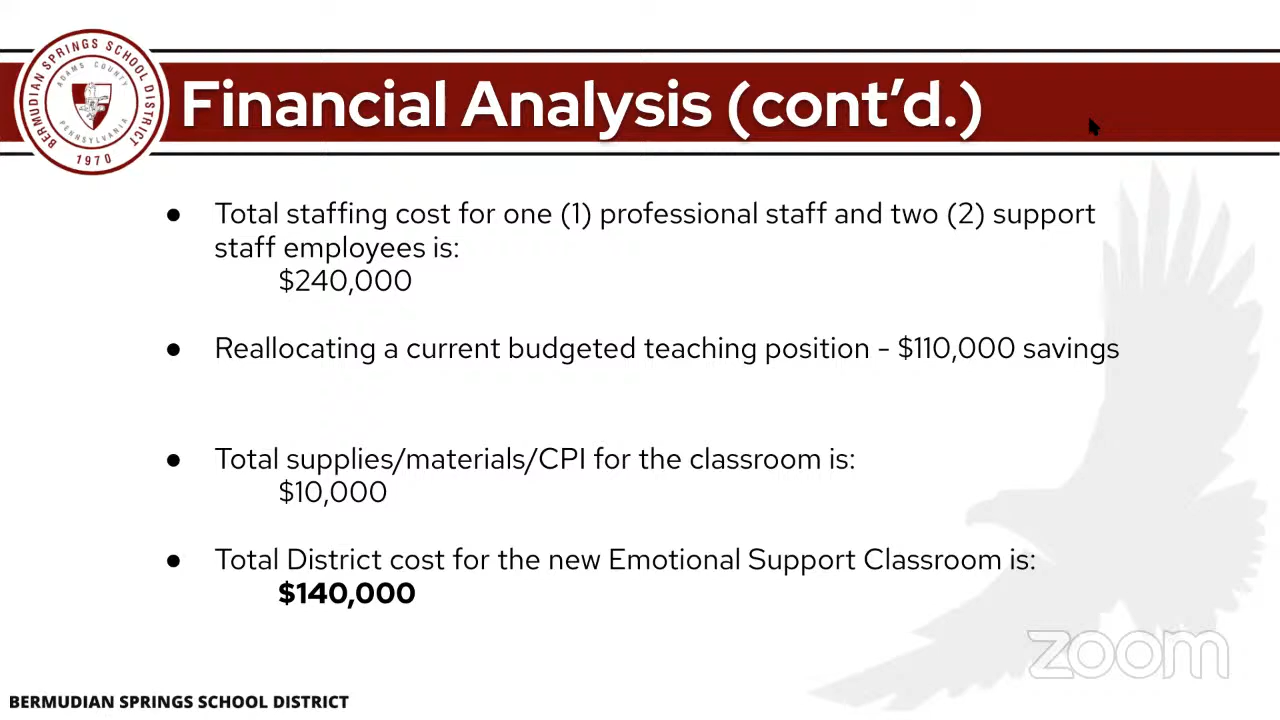 BERMUDIAN SPRINGS SCHOOL DISTRICT
ADAMS COUNTY
PENNSYLVANIA
1970
Financial Analysis (cont’d.)
● Total staffing cost for one (1) professional staff and two (2) support
staff employees is:
$240,000
● Reallocating a current budgeted teaching position - $110,000 savings
● Total supplies/materials/CPI for the classroom is:
$10,000
● Total District cost for the new Emotional Support Classroom is:
$140,000
zoom
BERMUDIAN SPRINGS SCHOOL DISTRICT